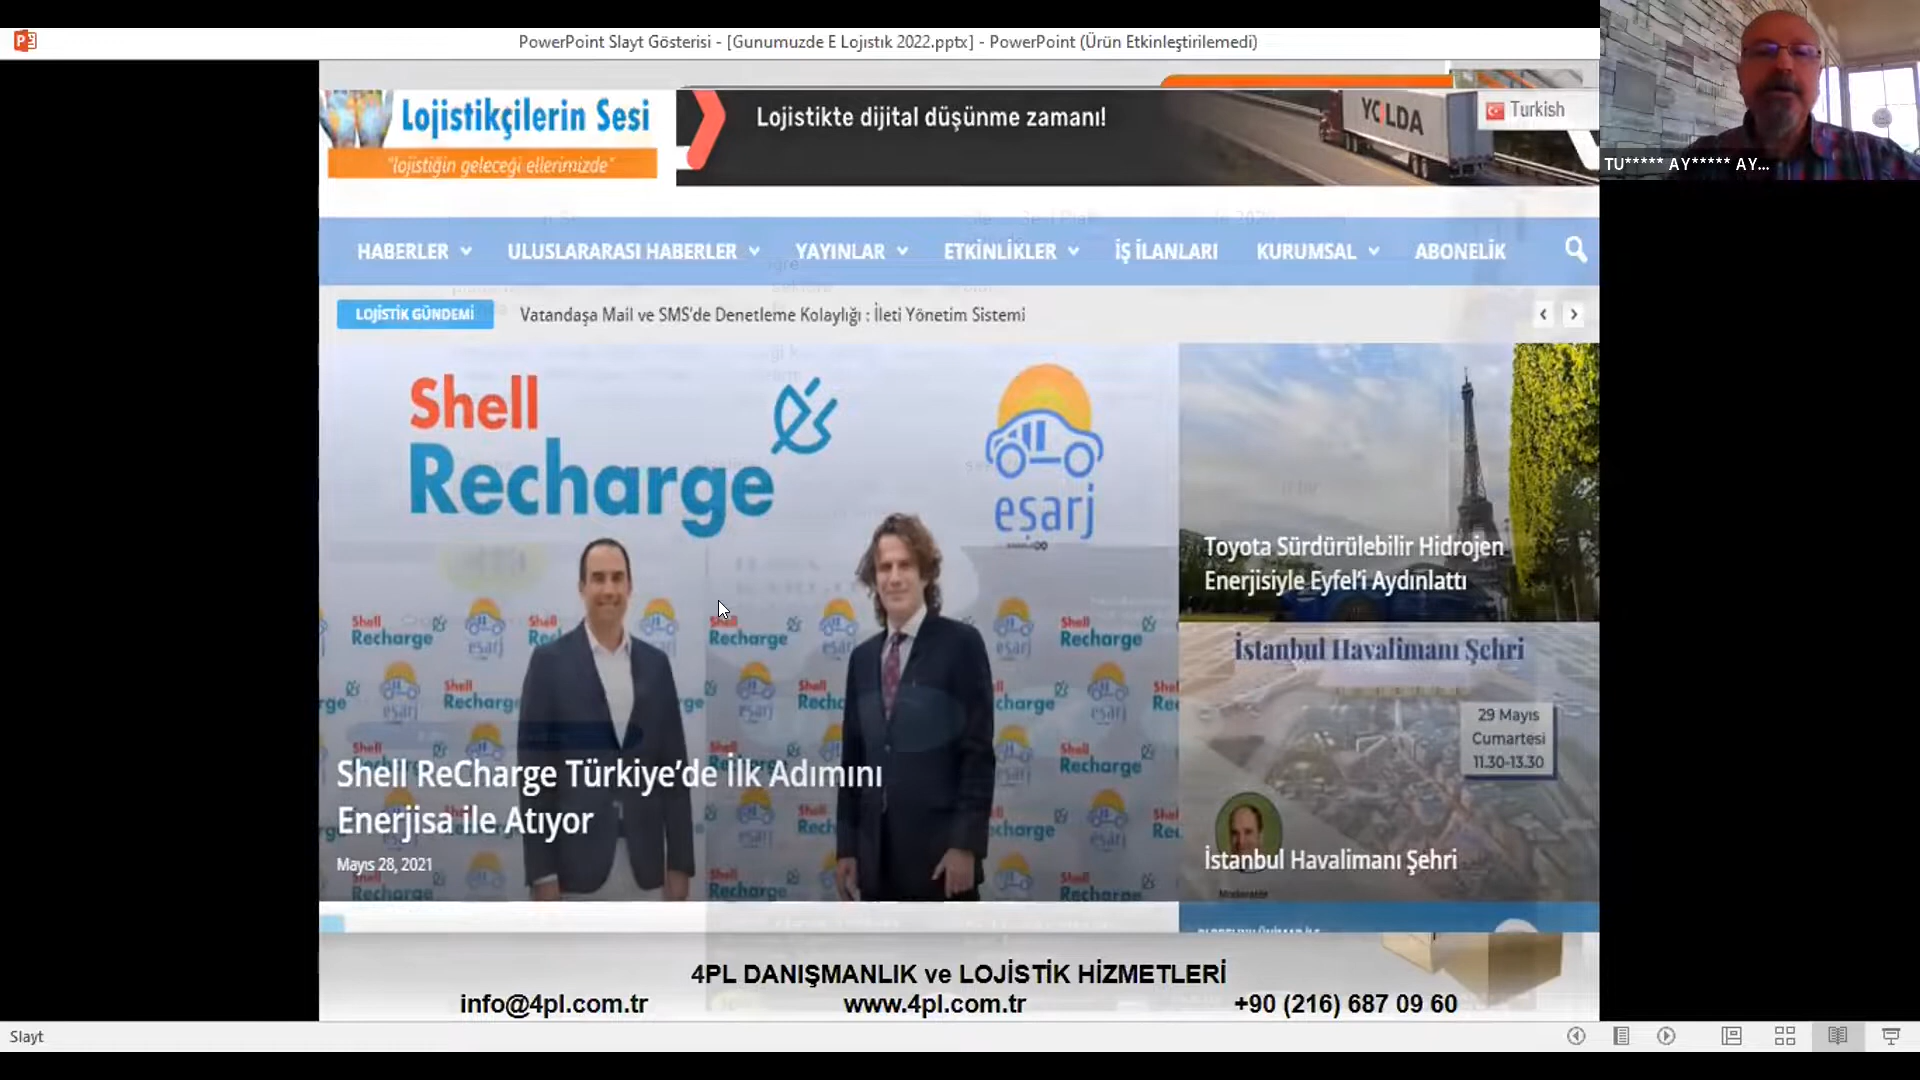 PowerPoint Slayt Gösterisi - [Gunumuzde E Lojıstık 2022.pptx] - PowerPoint (Ürün Etkinleştirilemedi)
TU***** AY***** AY...
Lojistikçilerin Sesi
"lojistiğin geleceği ellerimizde"
Lojistikte dijital düşünme zamanı!
YOLDA
Turkish
HABERLER
ULUSLARARASI HABERLER
YAYINLAR
ETKİNLİKLER
İŞ İLANLARI
KURUMSAL
ABONELİK
LOJİSTİK GÜNDEMİ
Vatandaşa Mail ve SMS'de Denetleme Kolaylığı : İleti Yönetim Sistemi
Shell
Recharge
eşarj
Shell ReCharge Türkiye'de İlk Adımını
Enerjisa ile Atıyor
Mayıs 28, 2021
Toyota Sürdürülebilir Hidrojen
Enerjisiyle Eyfel'i Aydınlattı
İstanbul Havalimanı Şehri
29 Mayıs
Cumartesi
11.30-13.30
İstanbul Havalimanı Şehri
Moderatör
4PL DANIŞMANLIK ve LOJİSTİK HİZMETLERİ
info@4pl.com.tr
www.4pl.com.tr
+90 (216) 687 09 60
Slayt